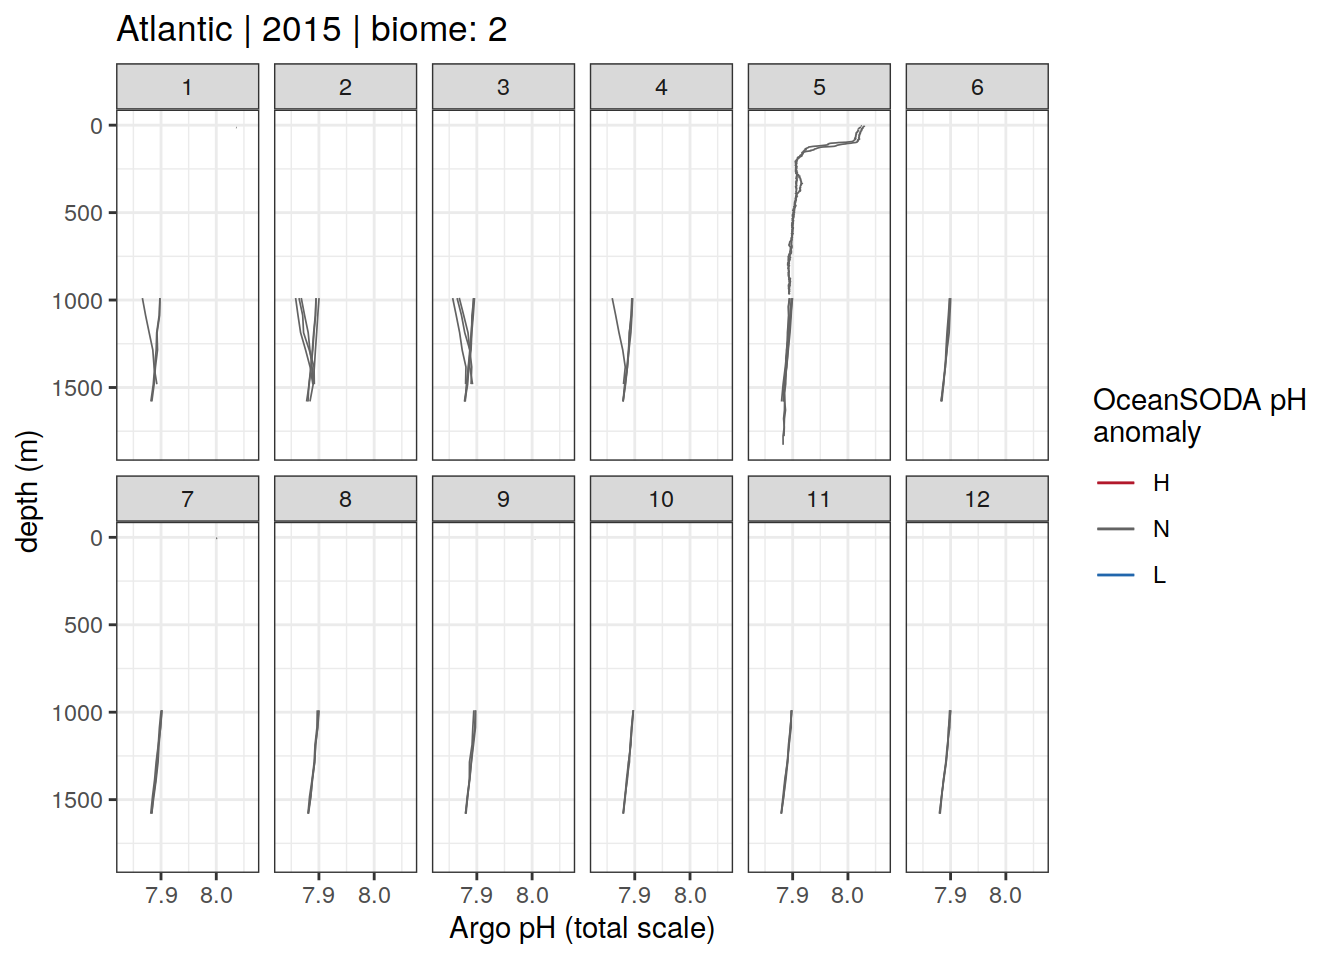 Atlantic | 2015 | biome: 2
1 2 3 4 5 6
0
500
1000
1500
7 8 9 10 11 12
0
500
1000
1500
7.9 8.0 7.9 8.0 7.9 8.0 7.9 8.0 7.9 8.0 7.9 8.0
Argo pH (total scale)
depth (m)
OceanSODA pH
anomaly
H
N
L